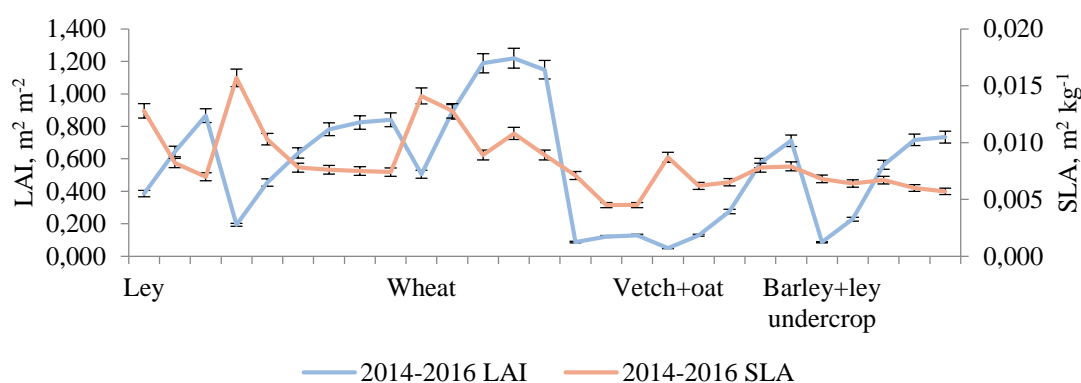 1,400
1,200
1,000
0,800
0,600
0,400
0,200
0,000
LAI, m² m⁻²
0,020
0,015
0,010
0,005
0,000
SLA, m² kg⁻¹
Ley Wheat Vetch+oat Barley+ley
undercrop
2014-2016 LAI 2014-2016 SLA